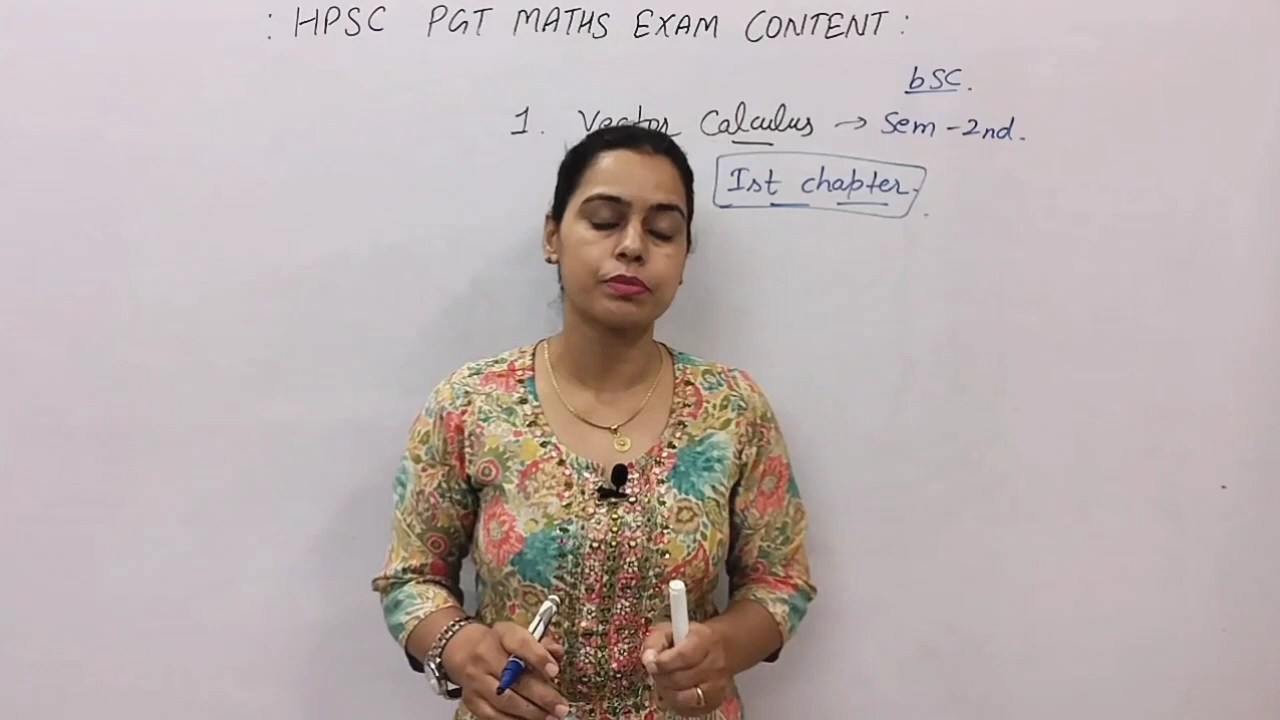 : HPSC PGT MATHS EXAM CONTENT :
bSC.
1. Vector Calculus → Sem-2nd.
Ist chapter.